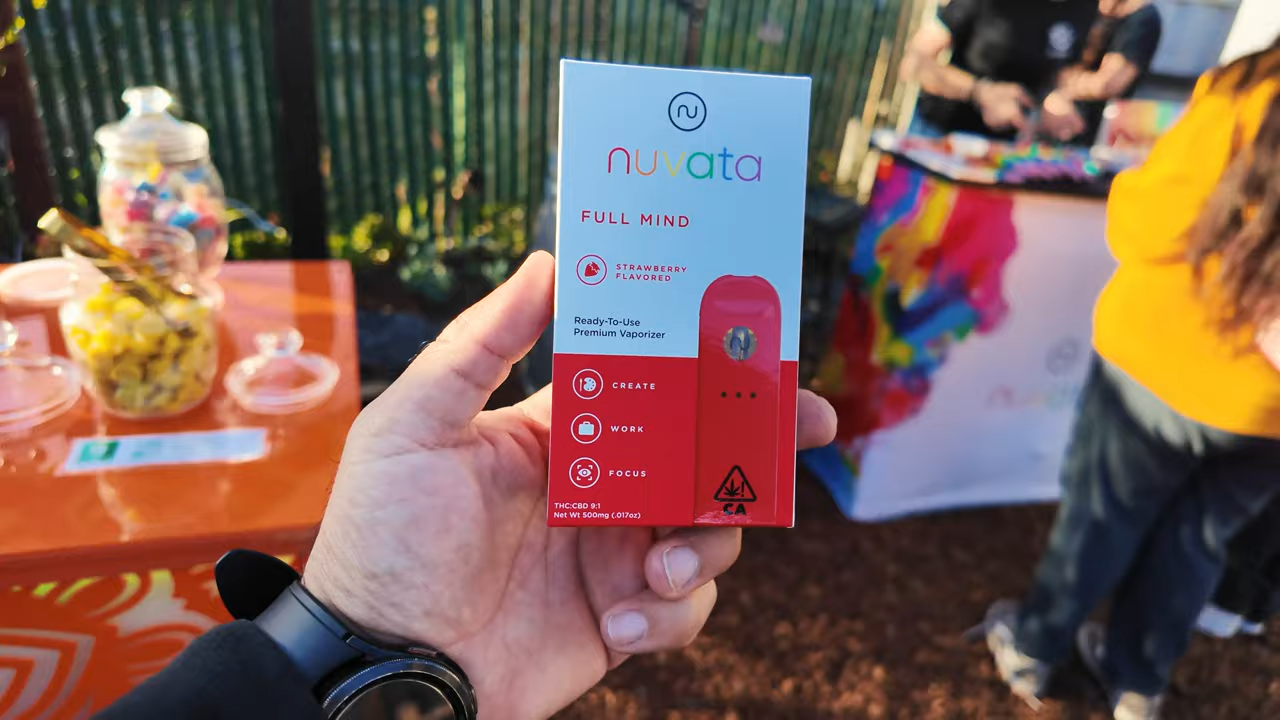 nu
nuvata
FULL MIND
STRAWBERRY
FLAVORED
Ready-To-Use
Premium Vaporizer
CREATE
WORK
FOCUS
THC:CBD 9:1
Net Wt 500mg (.017oz)
CA